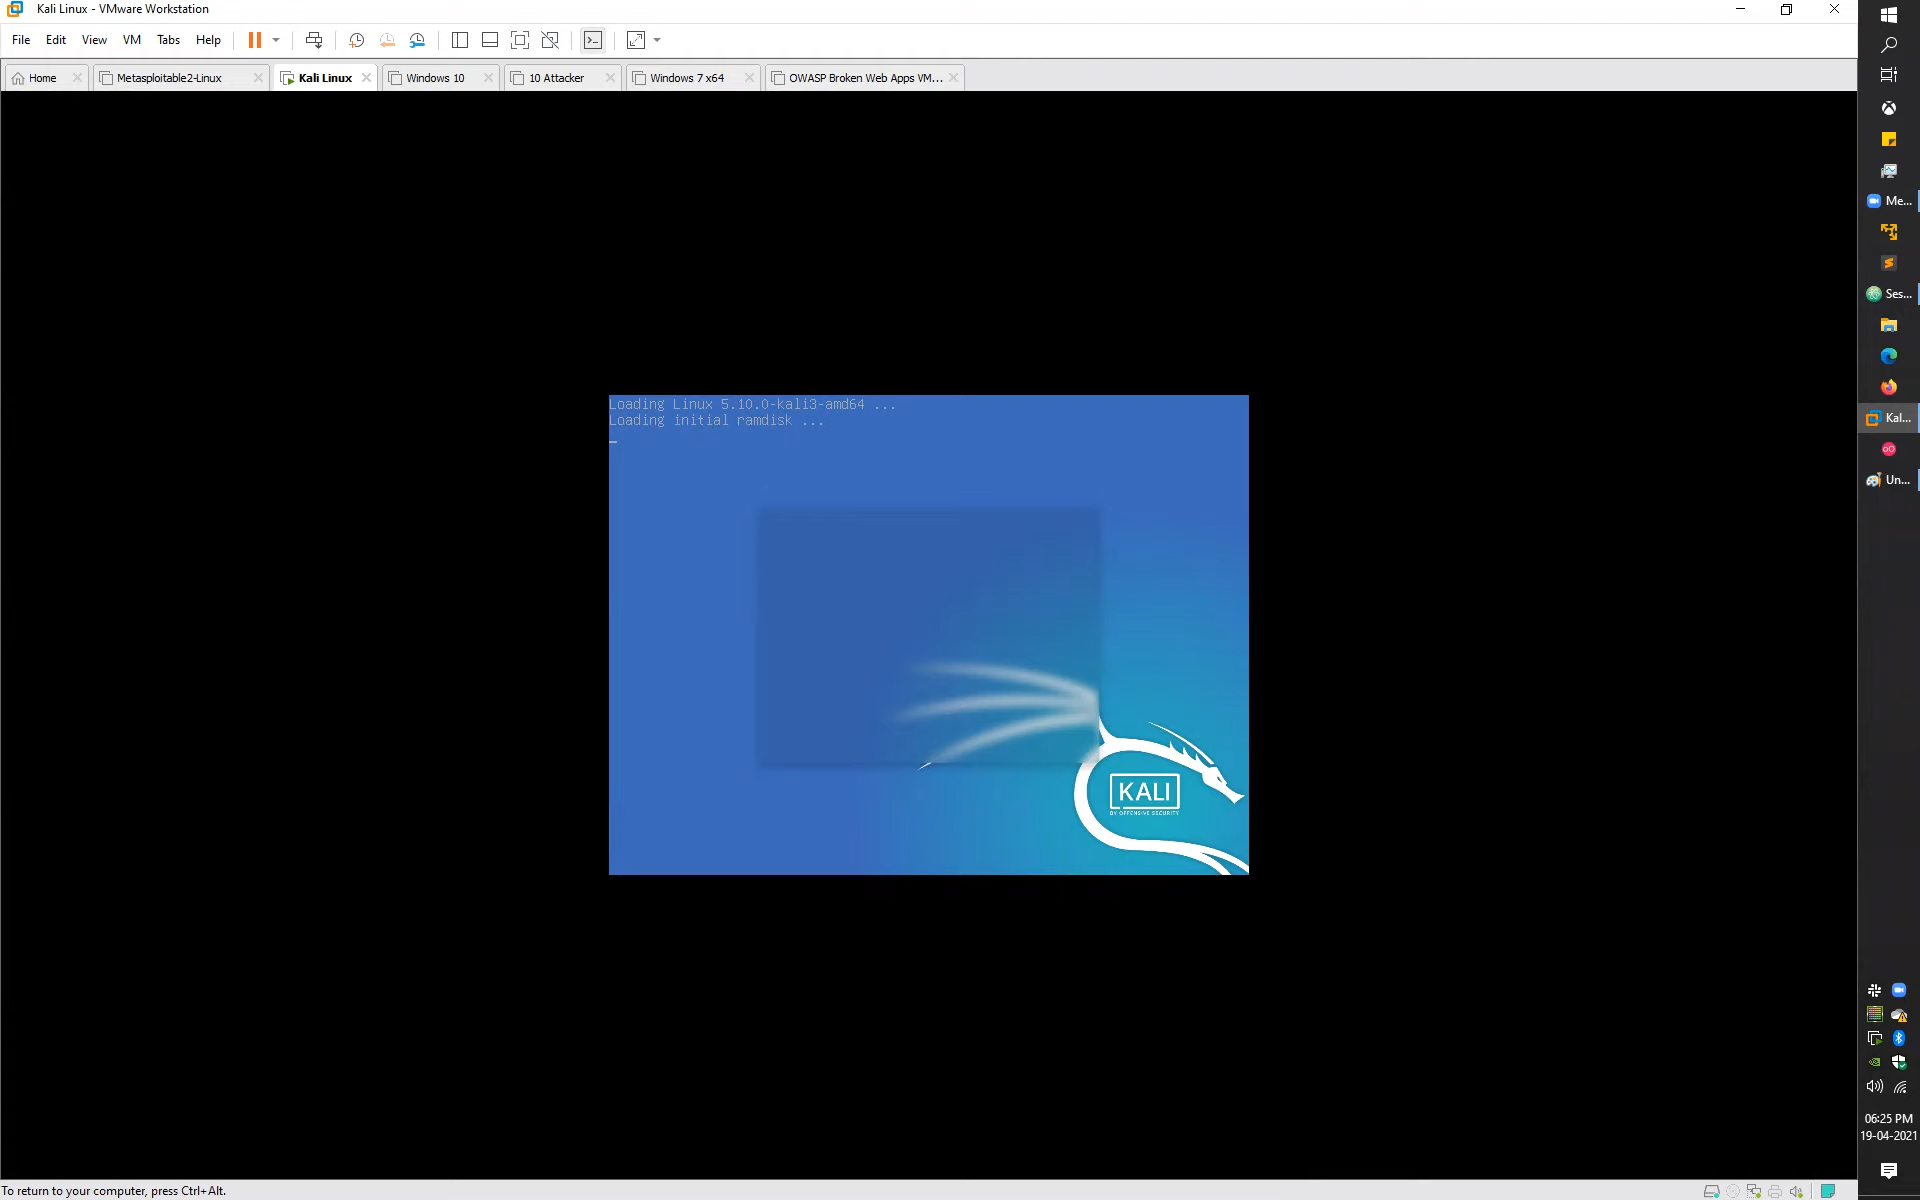 Kali Linux - VMware Workstation
File Edit View VM Tabs Help
Home Metasploitable2-Linux Kali Linux Windows 10 10 Attacker Windows 7 x64 OWASP Broken Web Apps VM...
Me...
Ses...
Loading Linux 5.10.0-kali3-amd64 ...
Loading initial ramdisk ...
Kal...
Un...
KALI
BY OFFENSIVE SECURITY
06:25 PM
19-04-2021
To return to your computer, press Ctrl+Alt.